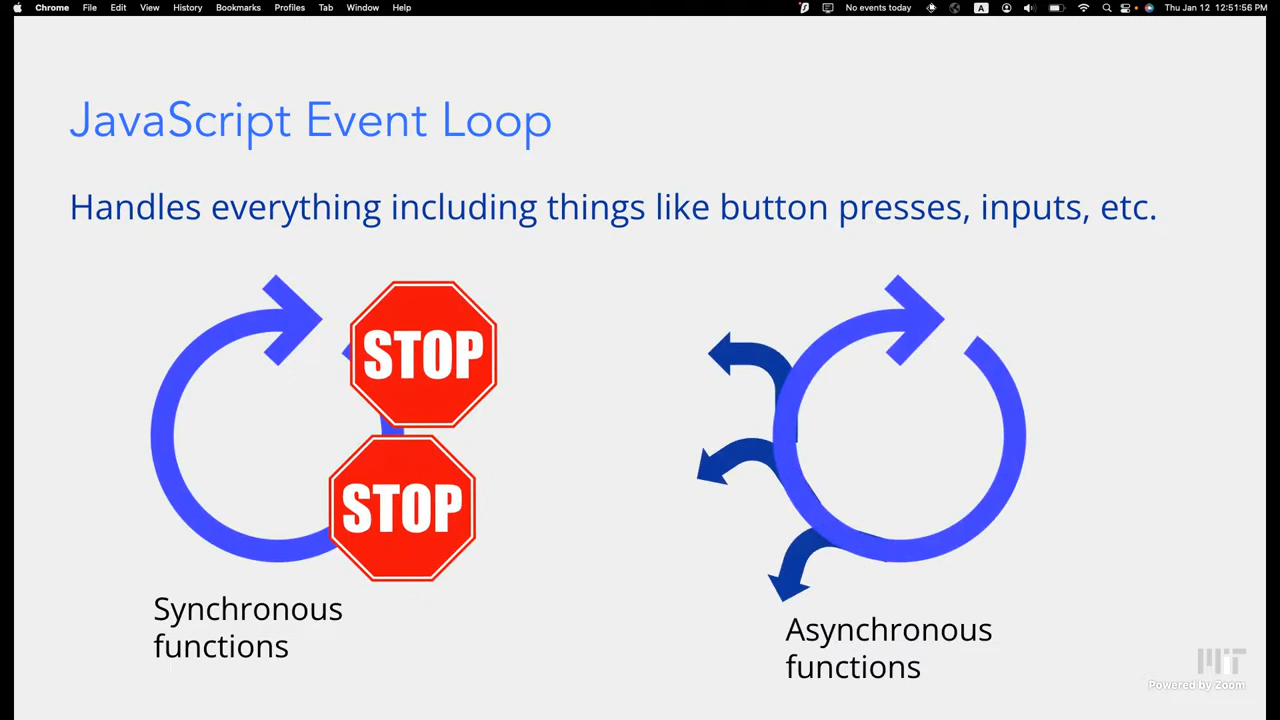 Chrome File Edit View History Bookmarks Profiles Tab Window Help No events today A Thu Jan 12 12:51:56 PM
JavaScript Event Loop
Handles everything including things like button presses, inputs, etc.
STOP
STOP
Synchronous
functions
Asynchronous
functions
MIT
Powered by Zoom